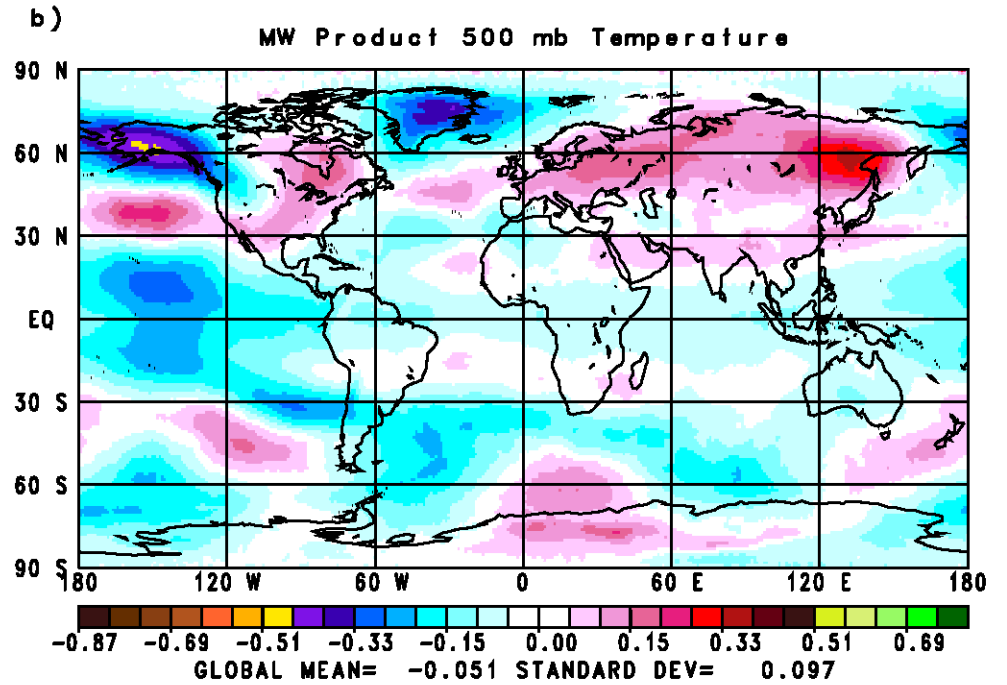 b)
MW Product 500 mb Temperature
90 N
60 N
30 N
EQ
30 S
60 S
90 S
180 120 W 60 W 0 60 E 120 E 180
-0.87 -0.69 -0.51 -0.33 -0.15 0.00 0.15 0.33 0.51 0.69
GLOBAL MEAN= -0.051 STANDARD DEV= 0.097